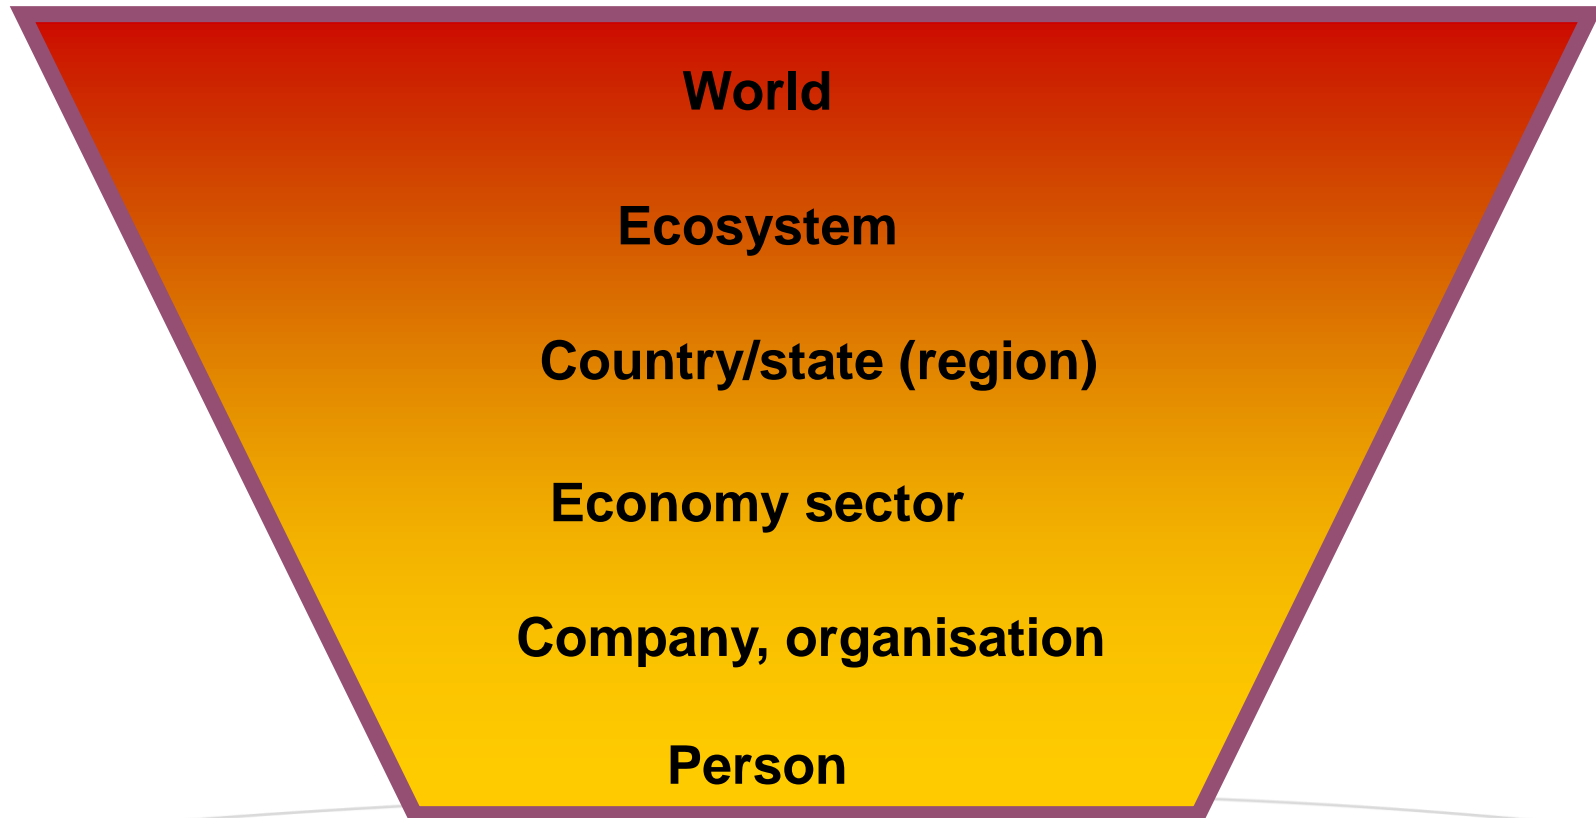 World
Ecosystem
Country/state (region)
Economy sector
Company, organisation
Person